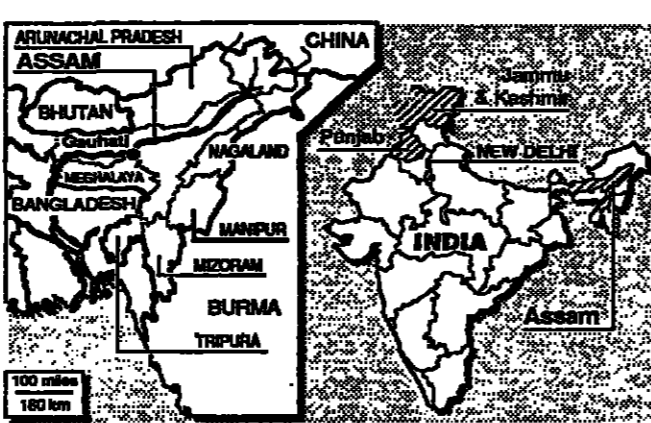 ARUNACHAL PRADESH
ASSAM
CHINA
BHUTAN
Gauhati
NAGALAND
MEGHALAYA
BANGLADESH
MANIPUR
MIZORAM
BURMA
TRIPURA
100 miles
160 km
Jammu
& Kashmir
Punjab
NEW DELHI
INDIA
Assam